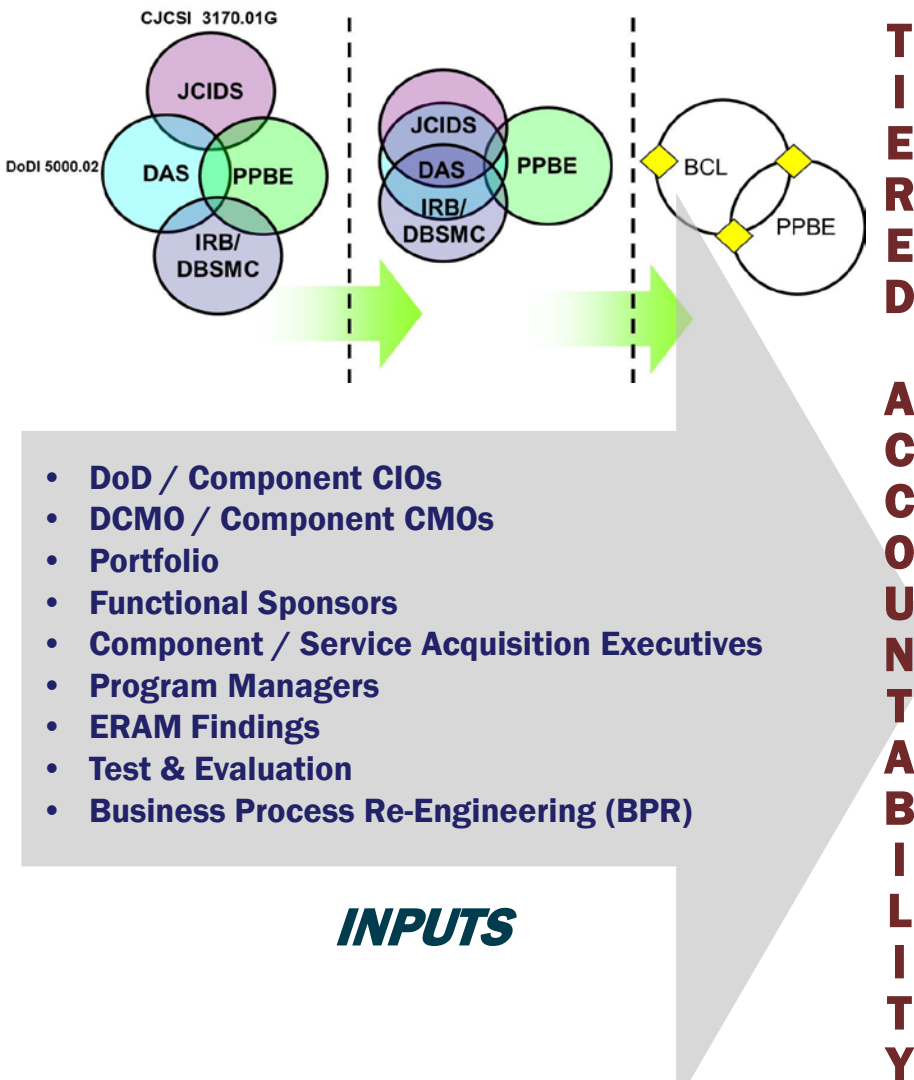 CJCSI 3170.01G
JCIDS
DoDI 5000.02
DAS
PPBE
IRB/
DBSMC
JCIDS
DAS
IRB/
DBSMC
PPBE
BCL
PPBE
• DoD / Component CIOs
• DCMO / Component CMOs
• Portfolio
• Functional Sponsors
• Component / Service Acquisition Executives
• Program Managers
• ERAM Findings
• Test & Evaluation
• Business Process Re-Engineering (BPR)
INPUTS
TIERED ACCOUNTABILITY